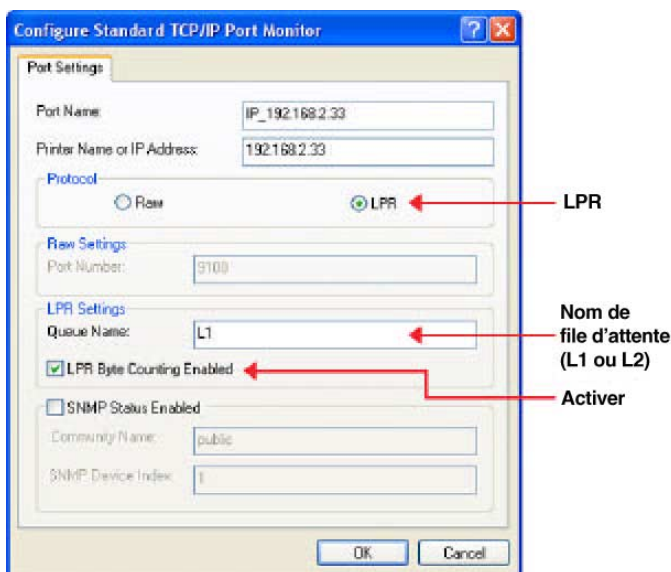 Configure Standard TCP/IP Port Monitor
Port Settings
Port Name:
IP_192.168.2.33
Printer Name or IP Address:
192.168.2.33
Protocol
Raw
LPR
LPR
Raw Settings
Port Number:
9100
LPR Settings
Queue Name:
L1
Nom de
file d'attente
(L1 ou L2)
LPR Byte Counting Enabled
Activer
SNMP Status Enabled
Community Name:
public
SNMP Device Index:
1
OK
Cancel